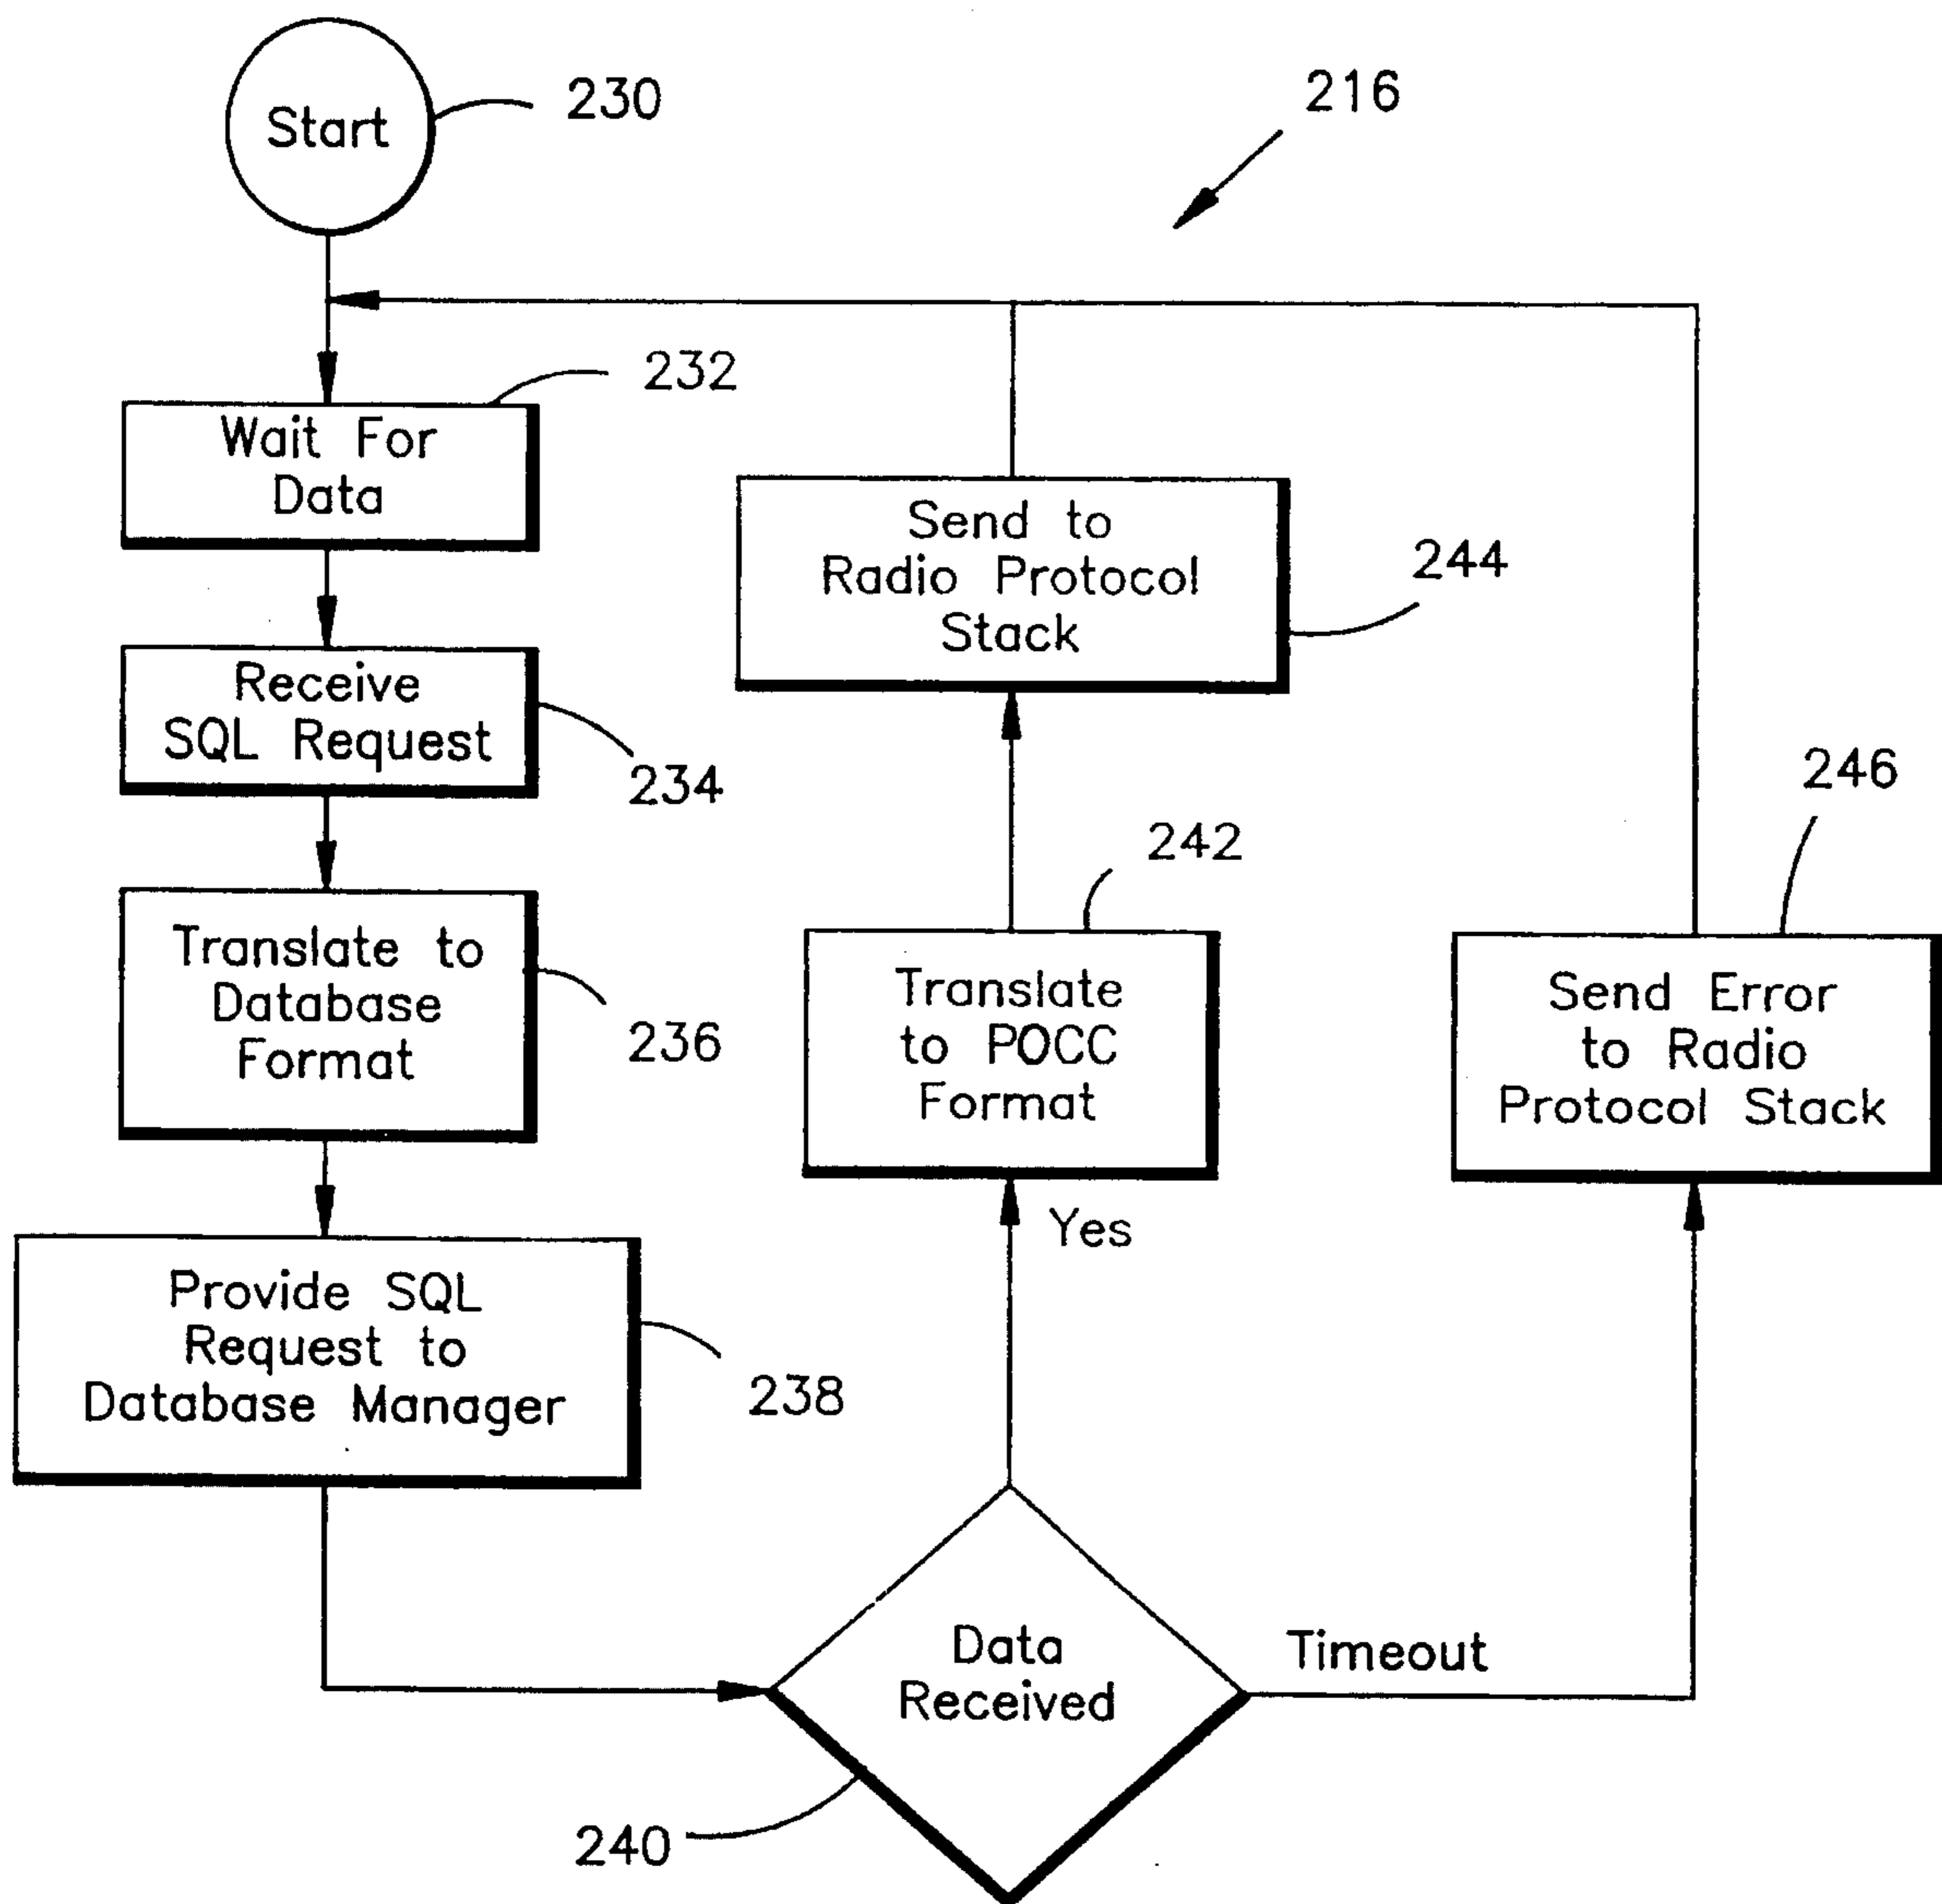 Start
230
216
232
Wait For
Data
Receive
SQL Request
234
Translate to
Database
Format
236
Provide SQL
Request to
Database Manager
238
Data
Received
240
Yes
Timeout
242
Translate
to POCC
Format
Send to
Radio Protocol
Stack
244
246
Send Error
to Radio
Protocol Stack